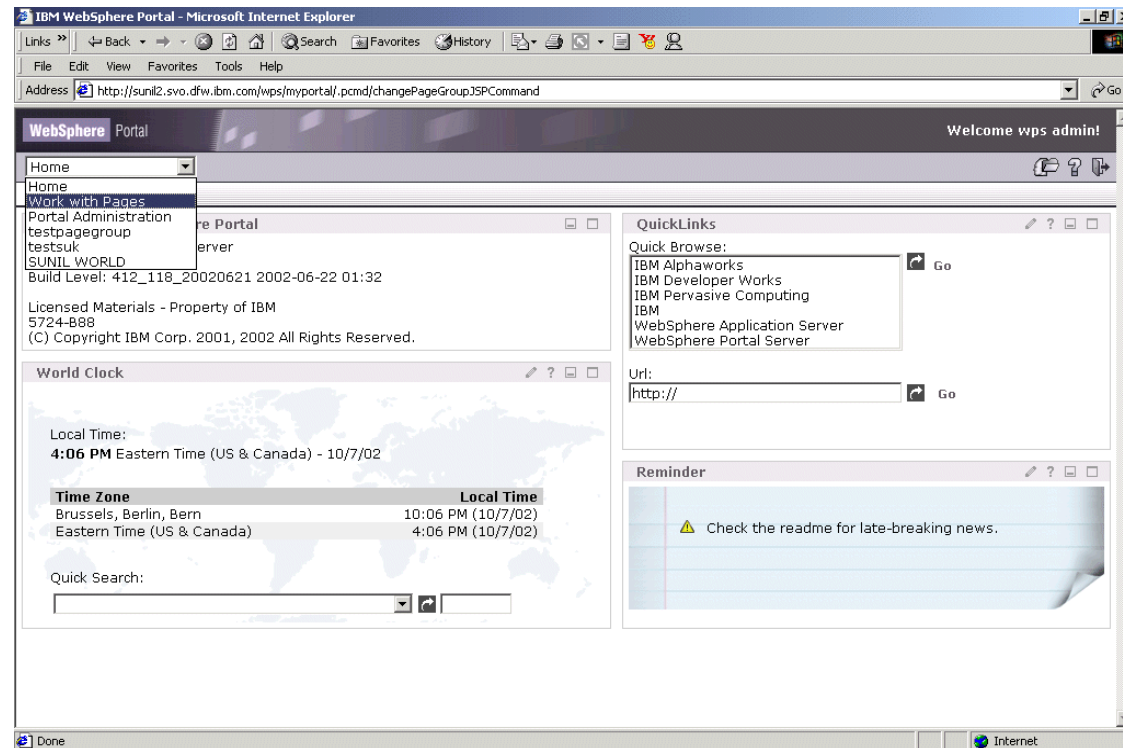 IBM WebSphere Portal - Microsoft Internet Explorer
Links » Back Search Favorites History
File Edit View Favorites Tools Help
Address http://sunil2.svo.dfw.ibm.com/wps/myportal/.pcmd/changePageGroupJSPCommand Go
WebSphere Portal Welcome wps admin!
Home
Home
Work with Pages
Portal Administration
testpagegroup
testsuk
SUNIL WORLD
re Portal
erver
Build Level: 412_118_20020621 2002-06-22 01:32
Licensed Materials - Property of IBM
5724-B88
(C) Copyright IBM Corp. 2001, 2002 All Rights Reserved.
QuickLinks
Quick Browse:
IBM Alphaworks
IBM Developer Works
IBM Pervasive Computing
IBM
WebSphere Application Server
WebSphere Portal Server
Go
Url:
http:// Go
World Clock
Local Time:
4:06 PM Eastern Time (US & Canada) - 10/7/02
Time Zone Local Time
Brussels, Berlin, Bern 10:06 PM (10/7/02)
Eastern Time (US & Canada) 4:06 PM (10/7/02)
Quick Search:
Reminder
Check the readme for late-breaking news.
Done Internet